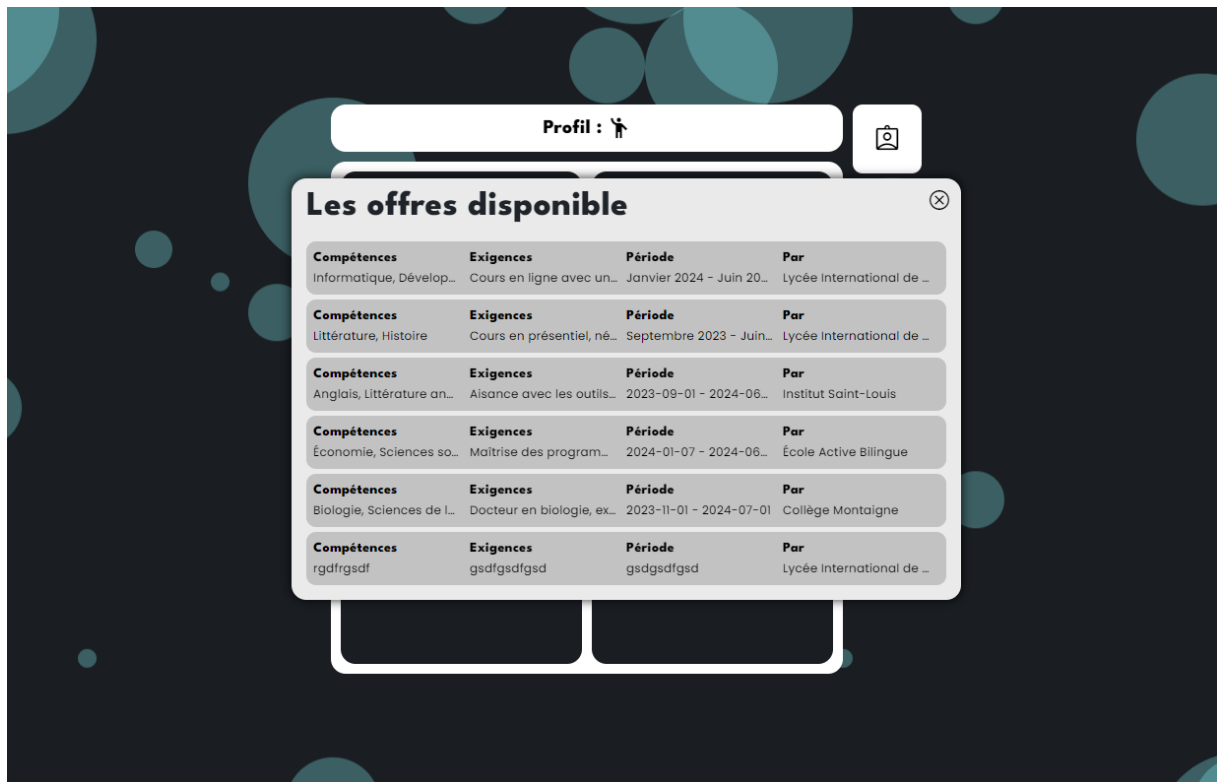 Profil :
Les offres disponible
Compétences Exigences Période Par
Informatique, Dévelop... Cours en ligne avec un... Janvier 2024 - Juin 20... Lycée International de ...
Compétences Exigences Période Par
Littérature, Histoire Cours en présentiel, né... Septembre 2023 - Juin... Lycée International de ...
Compétences Exigences Période Par
Anglais, Littérature an... Aisance avec les outils... 2023-09-01 - 2024-06... Institut Saint-Louis
Compétences Exigences Période Par
Économie, Sciences so... Maîtrise des program... 2024-01-07 - 2024-06... École Active Bilingue
Compétences Exigences Période Par
Biologie, Sciences de l... Docteur en biologie, ex... 2023-11-01 - 2024-07-01 Collège Montaigne
Compétences Exigences Période Par
rgdfrgsdf gsdfgsdfgsd gsdgsdfgsd Lycée International de ...